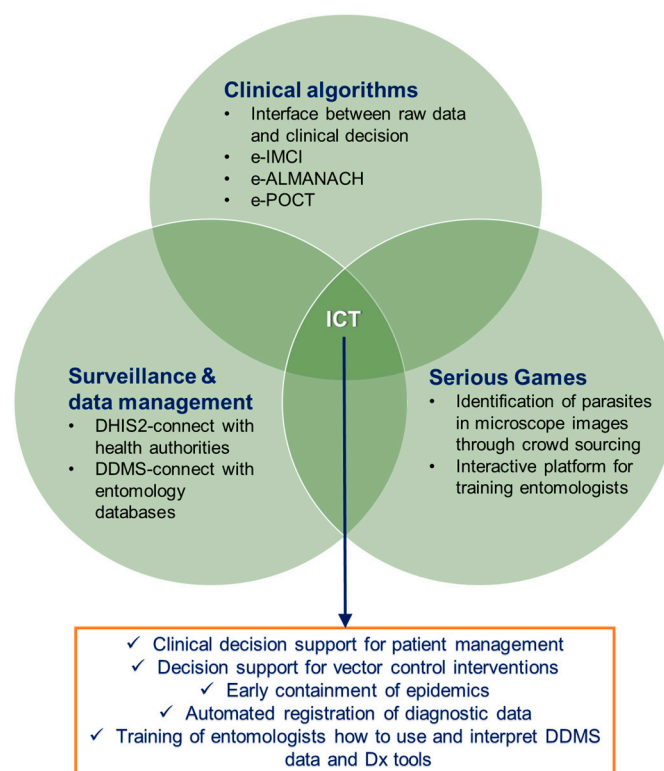 Clinical algorithms
• Interface between raw data
and clinical decision
• e-IMCI
• e-ALMANACH
• e-POCT
ICT
Surveillance &
data management
• DHIS2-connect with
health authorities
• DDMS-connect with
entomology
databases
Serious Games
• Identification of parasites
in microscope images
through crowd sourcing
• Interactive platform for
training entomologists
✓ Clinical decision support for patient management
✓ Decision support for vector control interventions
✓ Early containment of epidemics
✓ Automated registration of diagnostic data
✓ Training of entomologists how to use and interpret DDMS
data and Dx tools